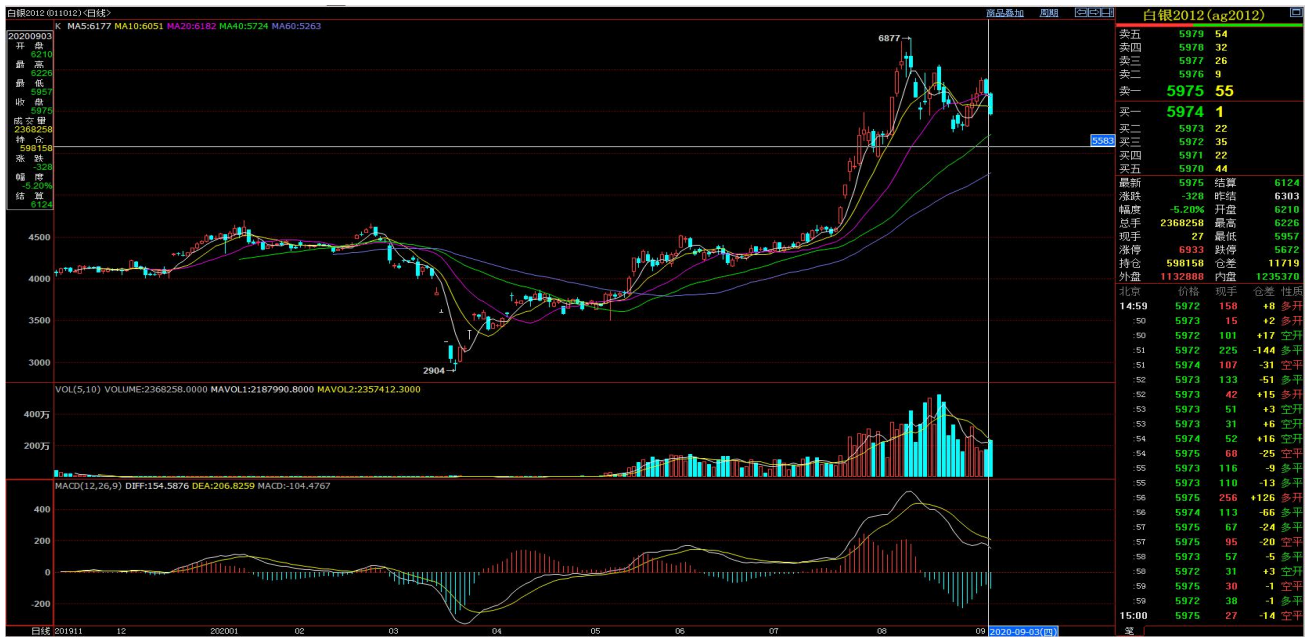 白银2012 (011012) <日线>
商品叠加 周期
K MA5:6177 MA10:6051 MA20:6182 MA40:5724 MA60:5263
20200903
开 盘
6210
最 高
6226
最 低
5957
收 盘
5975
成交量
2368258
持 仓
598158
涨 跌
-328
幅 度
-5.20%
结 算
6124
6877
5583
4500
4000
3500
3000
2904
VOL(5,10) VOLUME:2368258.0000 MAVOL1:2187990.8000 MAVOL2:2357412.3000
400万
200万
MACD(12,26,9) DIFF:154.5876 DEA:206.8259 MACD:-104.4767
400
200
0
-200
日线 201911 12 202001 02 03 04 05 06 07 08 09 2020-09-03(四)
白银2012(ag2012)
卖五 5979 54
卖四 5978 32
卖三 5977 26
卖二 5976 9
卖一 5975 55
买一 5974 1
买二 5973 22
买三 5972 35
买四 5971 22
买五 5970 44
最新 5975 结算 6124
涨跌 -328 昨结 6303
幅度 -5.20% 开盘 6210
总手 2368258 最高 6226
现手 27 最低 5957
涨停 6933 跌停 5672
持仓 598158 仓差 11719
外盘 1132888 内盘 1235370
北京 价格 现手 仓差 性质
14:59 5972 158 +8 多开
:50 5973 15 +2 多开
:50 5972 101 +17 空开
:51 5972 225 -144 多平
:51 5974 107 -31 空平
:52 5973 133 -51 多平
:52 5973 42 +15 多开
:53 5973 51 +3 空开
:53 5973 31 +6 空开
:54 5974 52 +16 空开
:54 5975 68 -25 空平
:55 5973 116 -9 多平
:55 5973 110 -13 多平
:56 5975 256 +126 多开
:56 5974 113 -66 多平
:57 5975 67 -24 多平
:57 5975 95 -20 空平
:58 5973 57 -5 多平
:58 5972 31 +3 空开
:59 5975 30 -1 空平
:59 5972 38 -1 多平
15:00 5975 27 -14 空平
笔